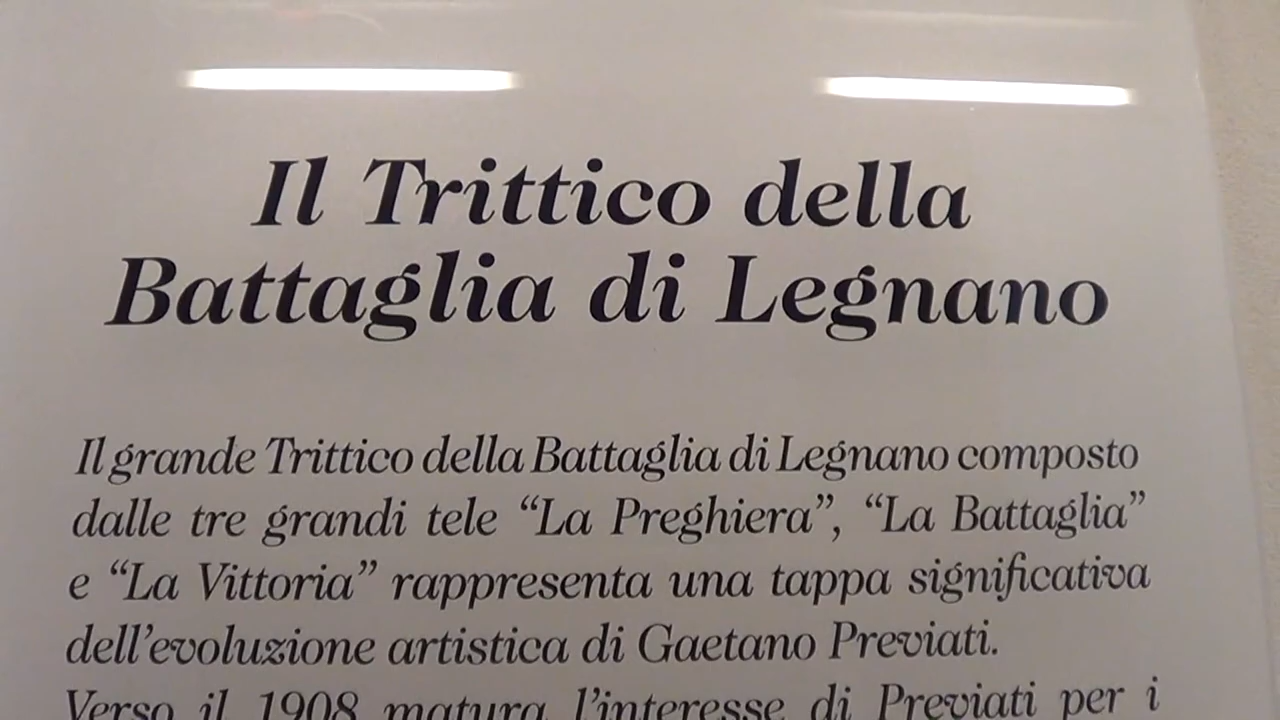 Il Trittico della
Battaglia di Legnano
Il grande Trittico della Battaglia di Legnano composto
dalle tre grandi tele “La Preghiera”, “La Battaglia”
e “La Vittoria” rappresenta una tappa significativa
dell’evoluzione artistica di Gaetano Previati.
Verso il 1908 matura l’interesse di Previati per i